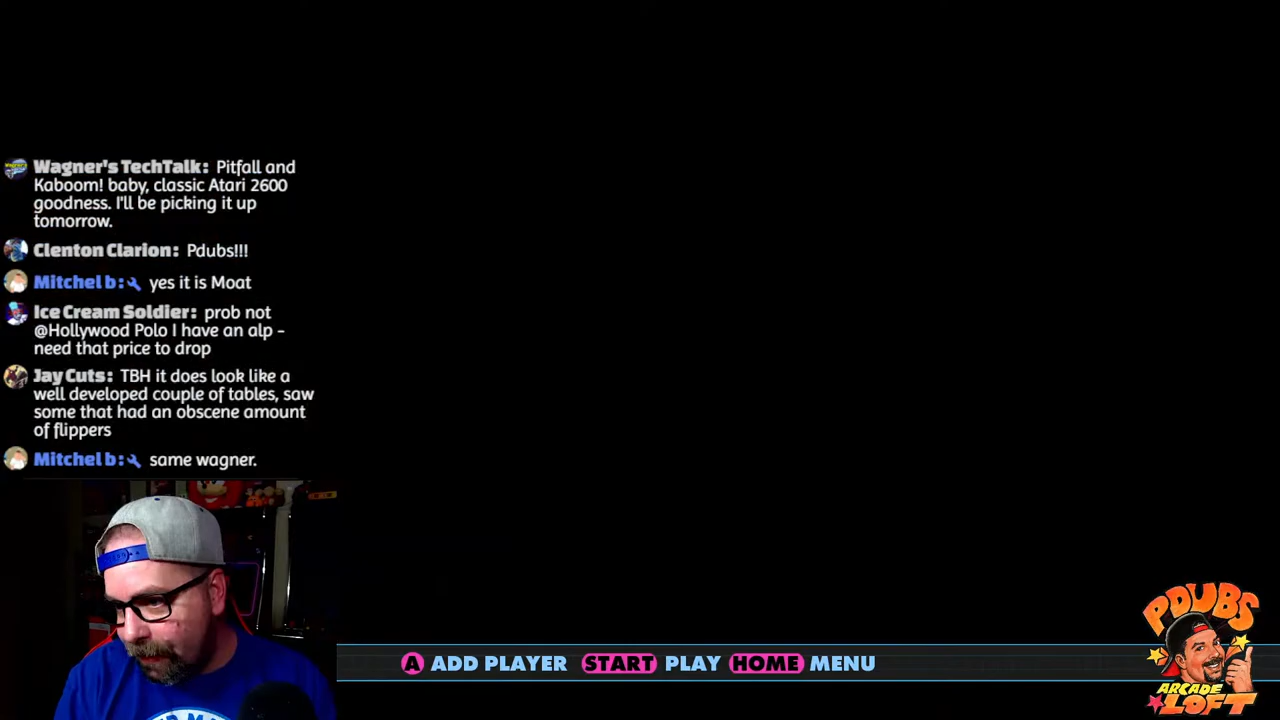 Wagner's TechTalk: Pitfall and
Kaboom! baby, classic Atari 2600
goodness. I'll be picking it up
tomorrow.
Clenton Clarion: Pdubs!!!
Mitchel b: yes it is Moat
Ice Cream Soldier: prob not
@Hollywood Polo I have an alp -
need that price to drop
Jay Cuts: TBH it does look like a
well developed couple of tables, saw
some that had an obscene amount
of flippers
Mitchel b: same wagner.
A ADD PLAYER START PLAY HOME MENU
PDUBS
ARCADE
LOFT